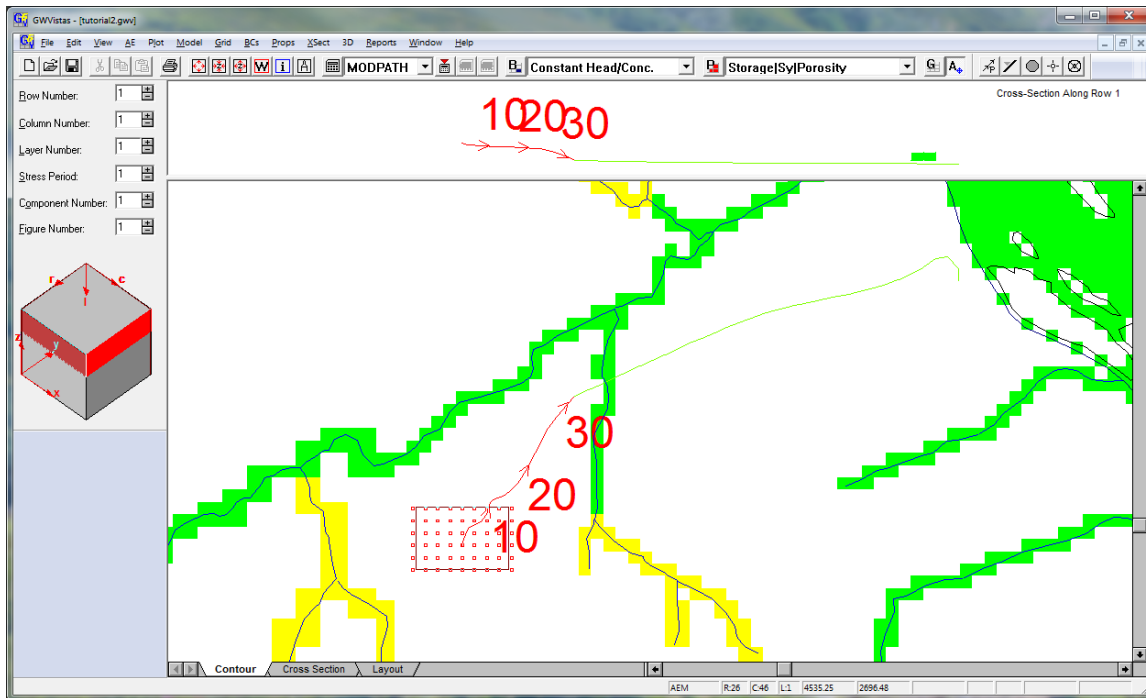 GWVistas - [tutorial2.gwv]
File Edit View AE Plot Model Grid BCs Props XSect 3D Reports Window Help
W i A MODPATH B Constant Head/Conc. P Storage|Sy|Porosity G A P
Row Number: 1
Column Number: 1
Layer Number: 1
Stress Period: 1
Component Number: 1
Figure Number: 1
r c
l
z y
x
Cross-Section Along Row 1
10 20 30
30
20
10
Contour Cross Section Layout
AEM R:26 C:46 L:1 4535.25 2696.48